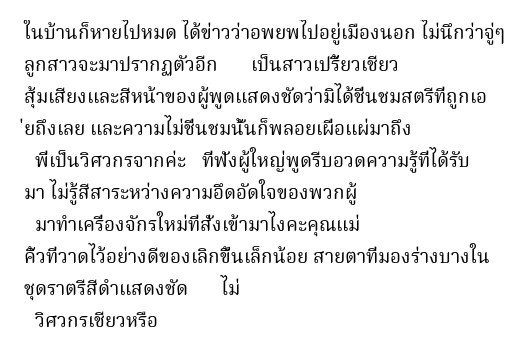 ในบ้านก็หายไปหมด ได้ข่าวว่าอพยพไปอยู่เมืองนอก ไม่นึกว่าจู่ๆ
ลูกสาวจะมาปรากฏตัวอีก เป็นสาวเปรี้ยวเชียว
สุ้มเสียงและสีหน้าของผู้พูดแสดงชัดว่ามิได้ชื่นชมสตรีที่ถูกเอ
่ยถึงเลย และความไม่ชื่นชมนั้นก็พลอยเผื่อแผ่มาถึง
พี่เป็นวิศวกรจากค่ะ ที่ฟังผู้ใหญ่พูดรีบอวดความรู้ที่ได้รับ
มา ไม่รู้สี่สาระหว่างความอึดอัดใจของพวกผู้
มาทำเครื่องจักรใหม่ที่สั่งเข้ามาไงคะคุณแม่
คิ้วที่วาดไว้อย่างดีของเลิกขึ้นเล็กน้อย สายตาที่มองร่างบางใน
ชุดราตรีสีดำแสดงชัด ไม่
วิศวกรเชียวหรือ